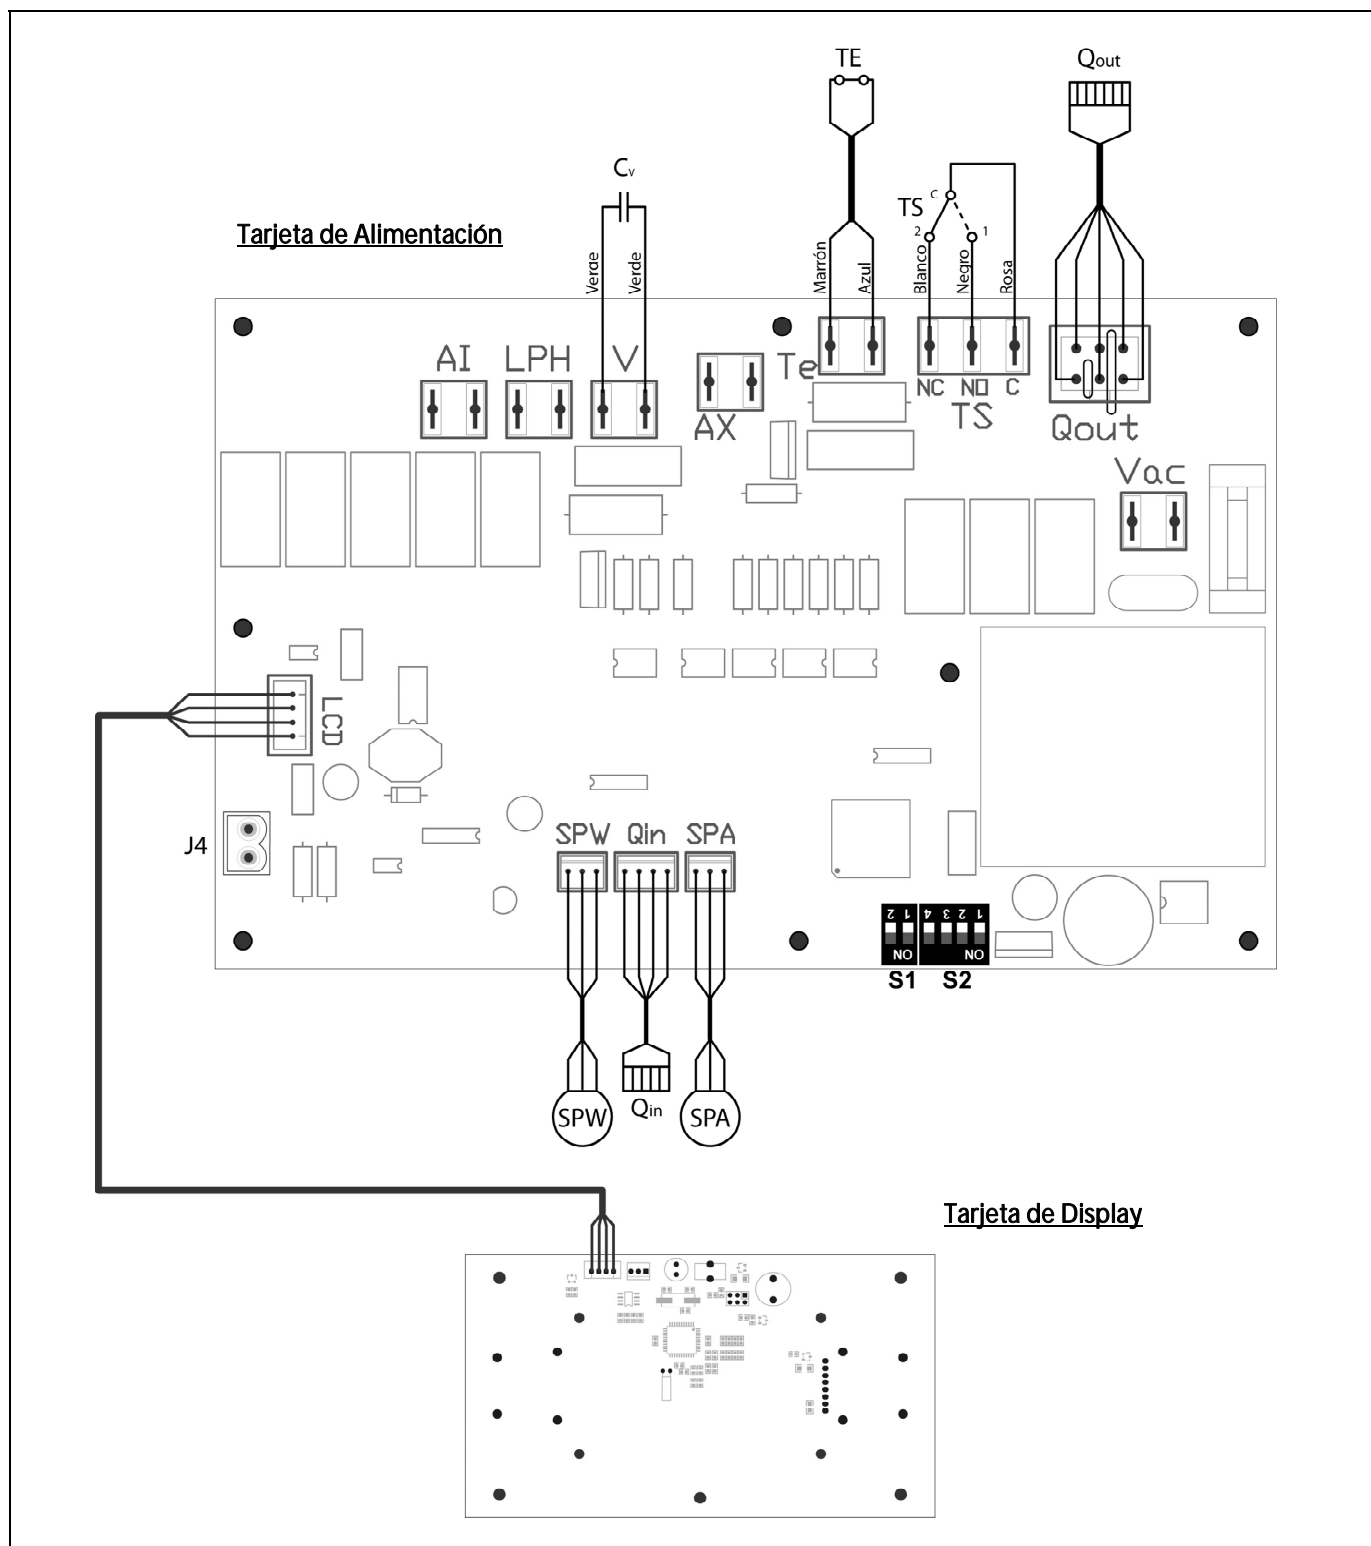 TE
Qout
Cv
TS
C
2
1
Tarjeta de Alimentación
Verde
Verde
Marrón
Azul
Blanco
Negro
Rosa
AI
LPH
V
AX
Te
NC
NO
C
TS
Qout
Vac
LCD
J4
SPW
Qin
SPA
2 1
4 3 2 1
ON
ON
S1
S2
SPW
Qin
SPA
Tarjeta de Display